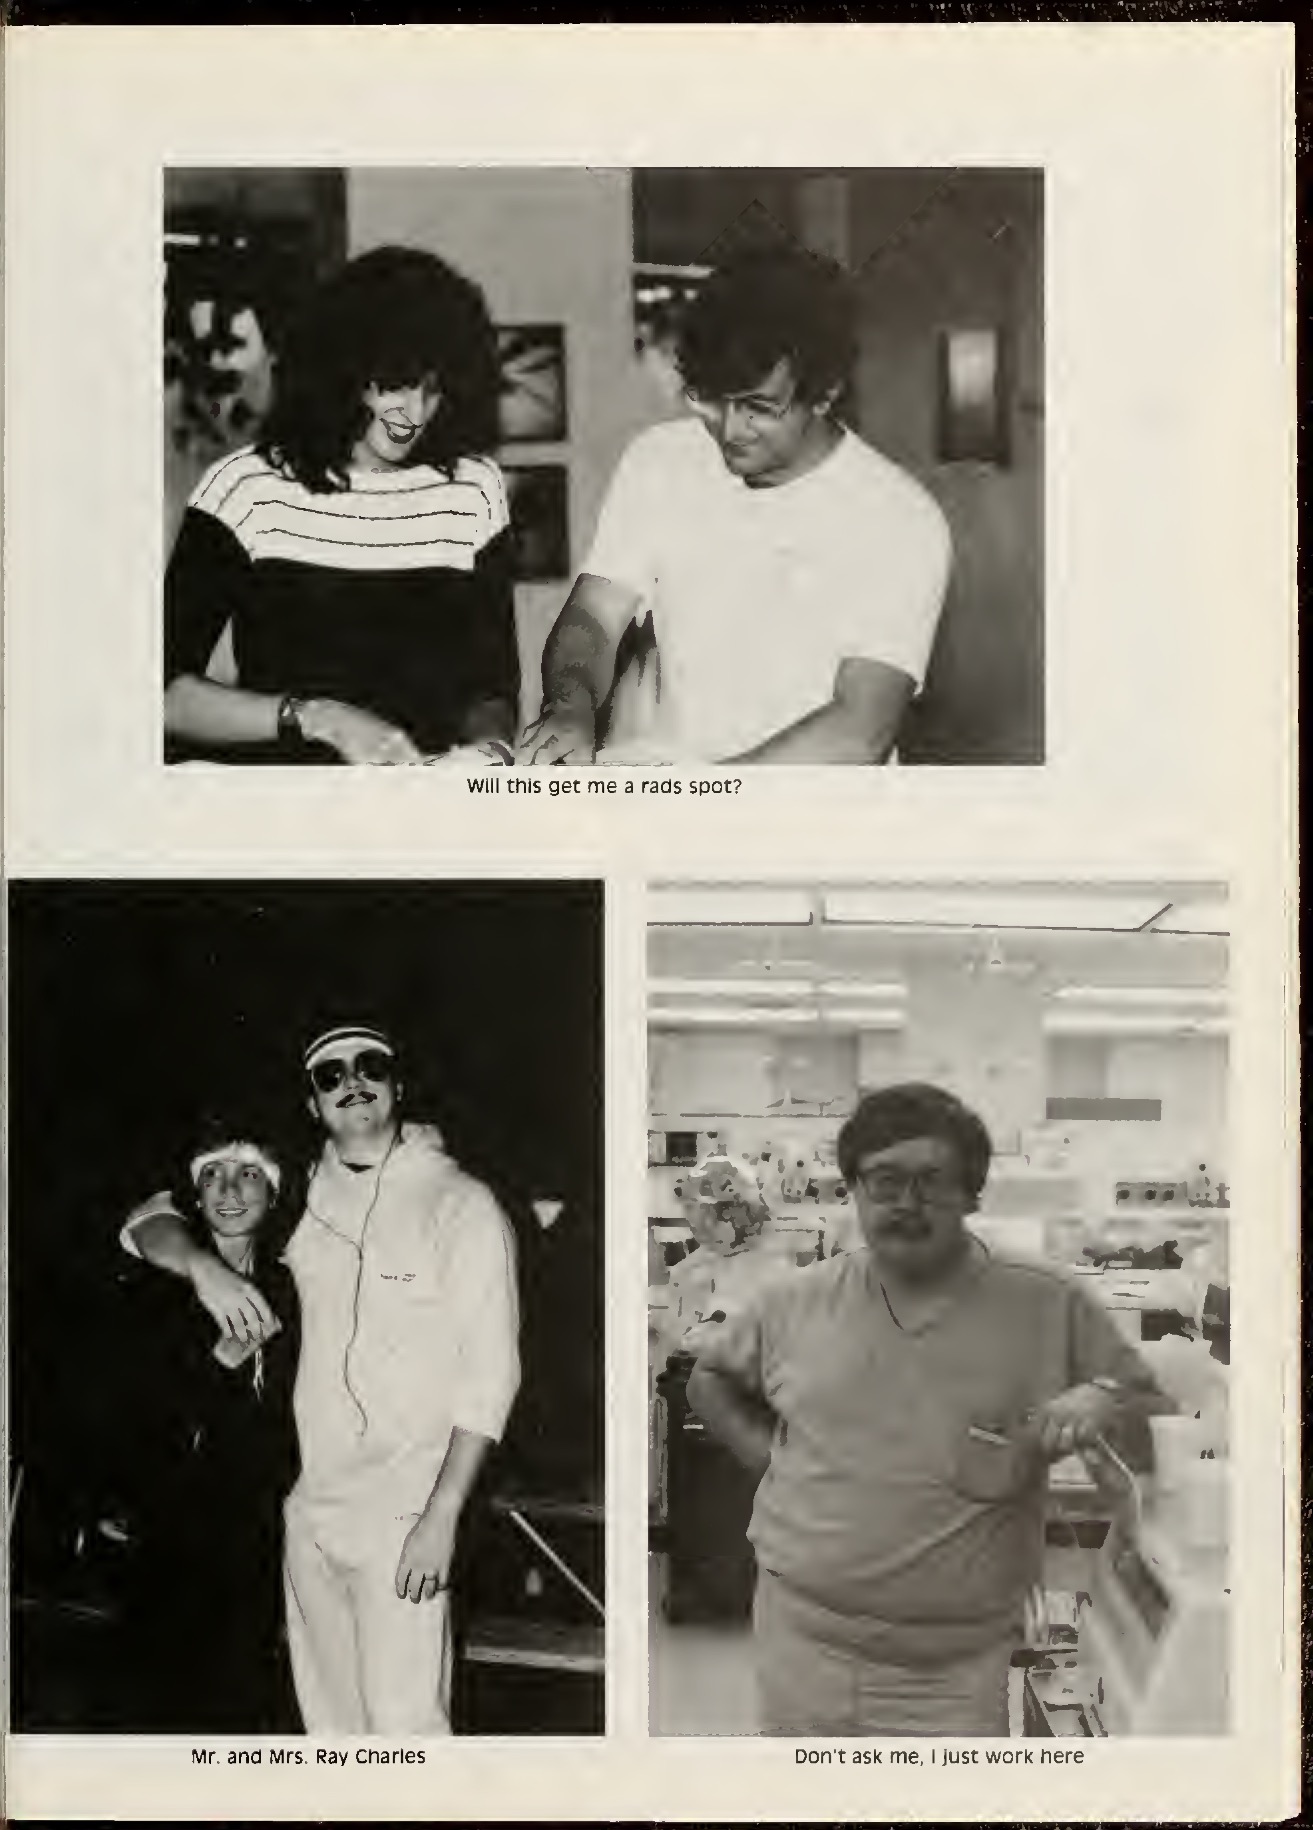 Will this get me a rads spot?
Mr. and Mrs. Ray Charles
Don't ask me, I just work here